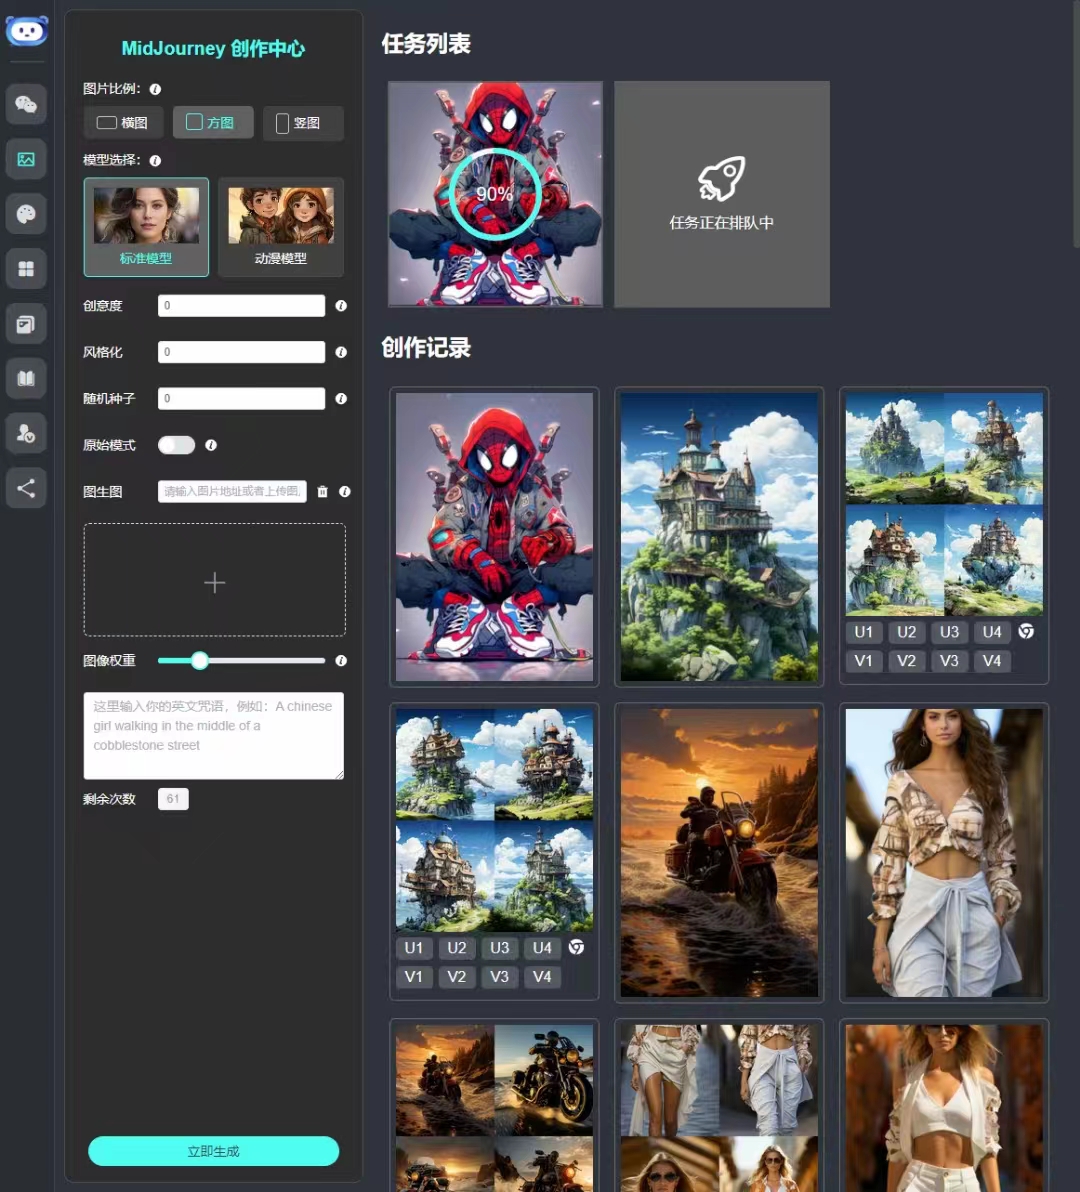 MidJourney 创作中心
图片比例：
横图
方图
竖图
模型选择：
标准模型
动漫模型
创意度
0
风格化
0
随机种子
0
原始模式
图生图
请输入图片地址或者上传图
图像权重
这里输入你的英文咒语，例如：A chinese
girl walking in the middle of a
cobblestone street
剩余次数
61
立即生成
任务列表
90%
任务正在排队中
创作记录
U1 U2 U3 U4
V1 V2 V3 V4
U1 U2 U3 U4
V1 V2 V3 V4